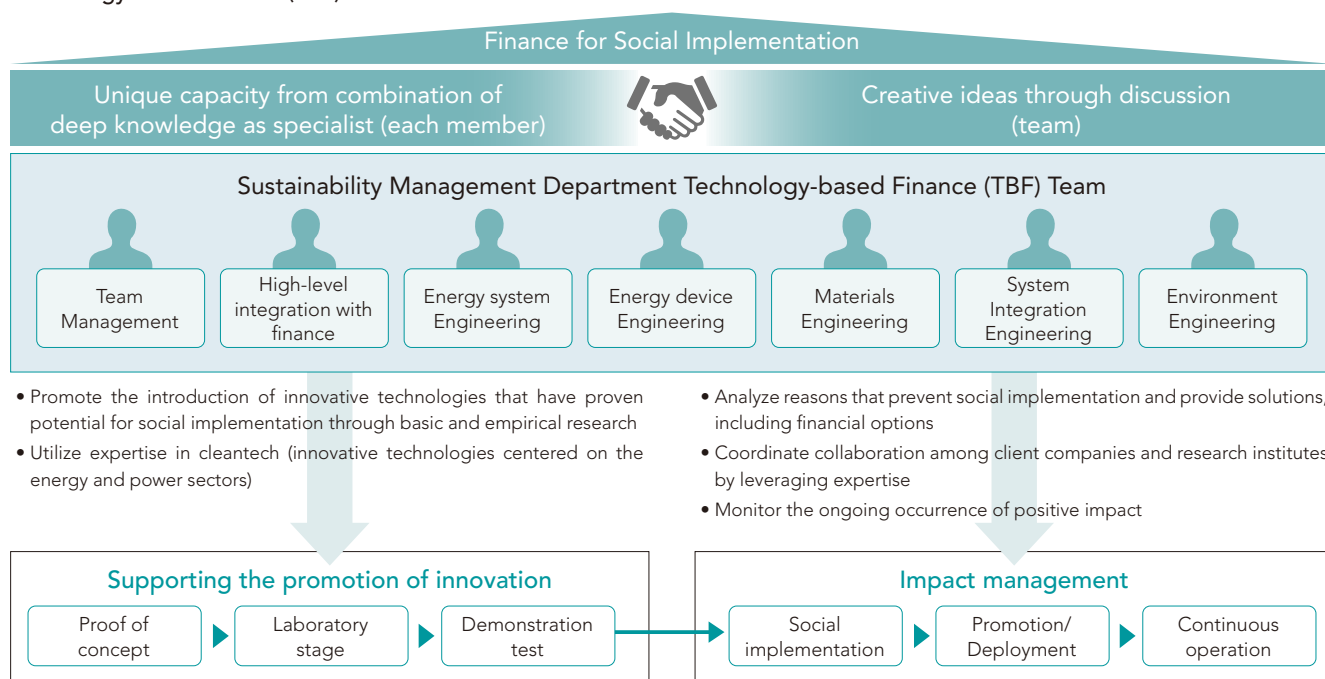 Finance for Social Implementation
Unique capacity from combination of
deep knowledge as specialist (each member)
Creative ideas through discussion
(team)
Sustainability Management Department Technology-based Finance (TBF) Team
Team
Management
High-level
integration with
finance
Energy system
Engineering
Energy device
Engineering
Materials
Engineering
System
Integration
Engineering
Environment
Engineering
• Promote the introduction of innovative technologies that have proven
potential for social implementation through basic and empirical research
• Utilize expertise in cleantech (innovative technologies centered on the
energy and power sectors)
• Analyze reasons that prevent social implementation and provide solutions,
including financial options
• Coordinate collaboration among client companies and research institutes
by leveraging expertise
• Monitor the ongoing occurrence of positive impact
Supporting the promotion of innovation
Proof of
concept
Laboratory
stage
Demonstration
test
Impact management
Social
implementation
Promotion/
Deployment
Continuous
operation